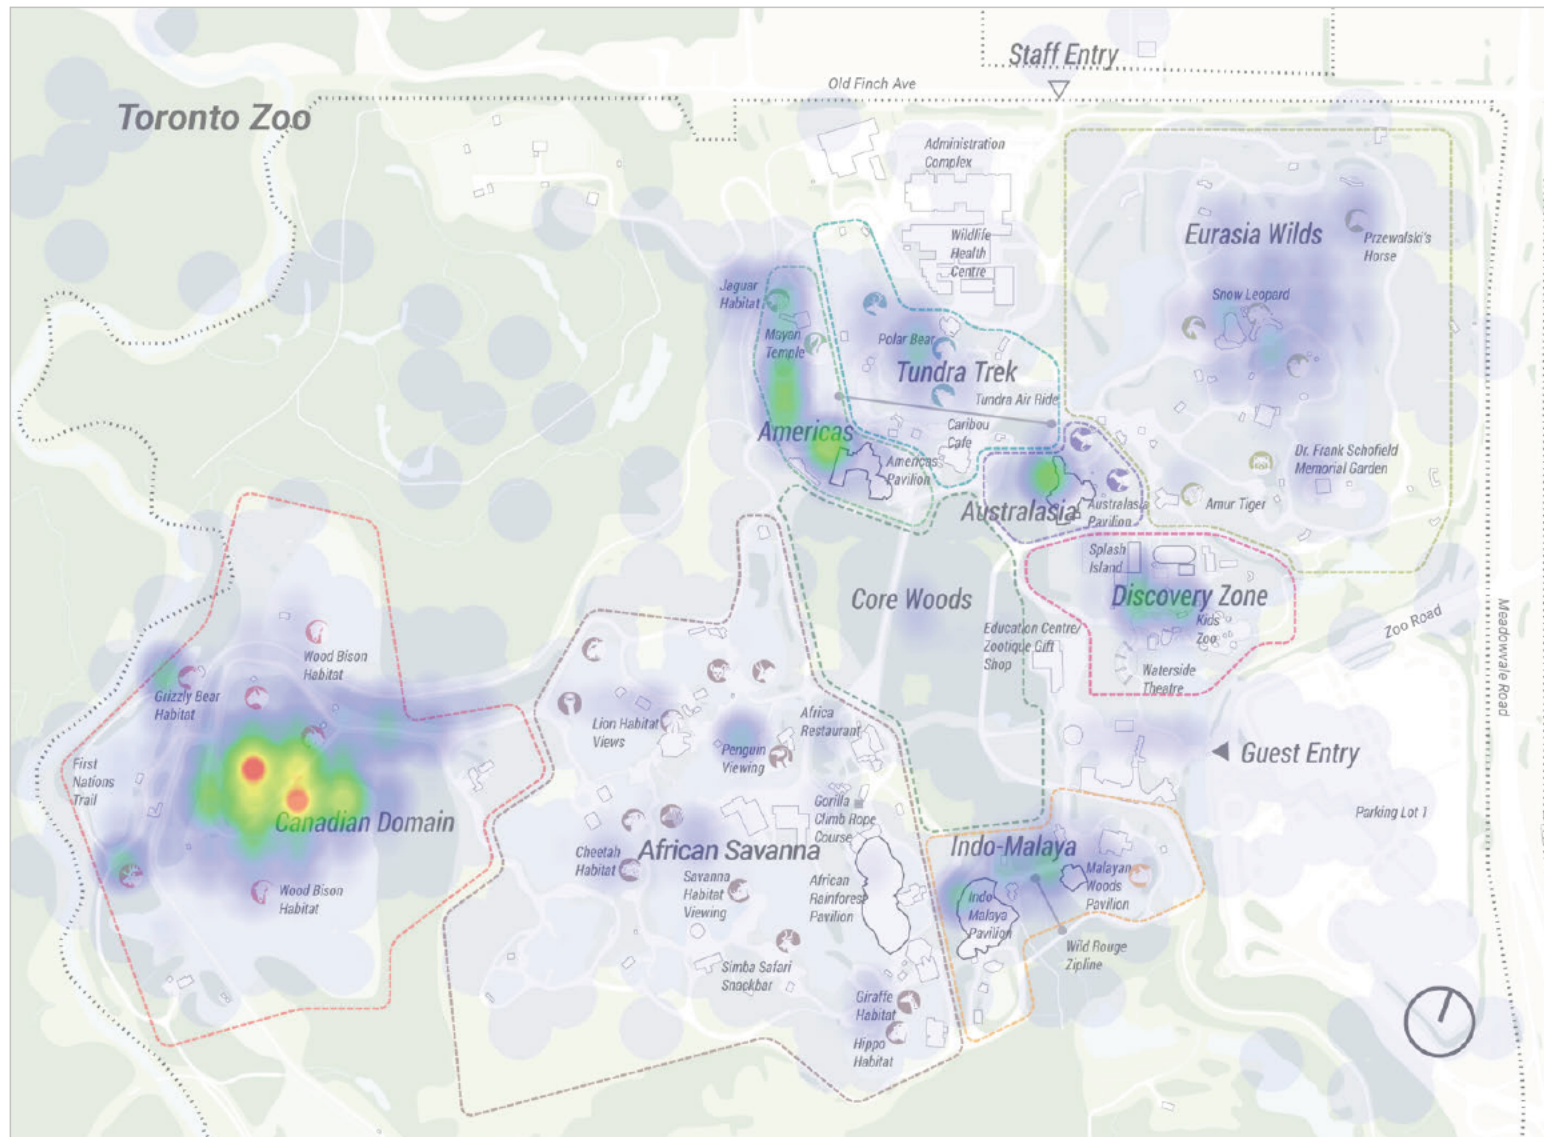 Toronto Zoo
Staff Entry
Old Finch Ave
Administration
Complex
Wildlife
Health
Centre
Eurasia Wilds
Przewalski's
Horse
Snow Leopard
Jaguar
Habitat
Mayan
Temple
Polar Bear
Tundra Trek
Tundra Air Ride
Caribou
Cafe
Americas
Americas
Pavilion
Australasia
Australasia
Pavilion
Dr. Frank Schofield
Memorial Garden
Amur Tiger
Splash
Island
Discovery Zone
Kids
Zoo
Waterside
Theatre
Core Woods
Education Centre/
Zootique Gift
Shop
Zoo Road
Meadowvale Road
Guest Entry
Parking Lot 1
Wood Bison
Habitat
Grizzly Bear
Habitat
First
Nations
Trail
Canadian Domain
Wood Bison
Habitat
Lion Habitat
Views
Penguin
Viewing
Africa
Restaurant
Gorilla
Climb Rope
Course
Cheetah
Habitat
African Savanna
Savanna
Habitat
Viewing
African
Rainforest
Pavilion
Simba Safari
Snackbar
Giraffe
Habitat
Hippo
Habitat
Indo-Malaya
Indo
Malaya
Pavilion
Malayan
Woods
Pavilion
Wild Rouge
Zipline